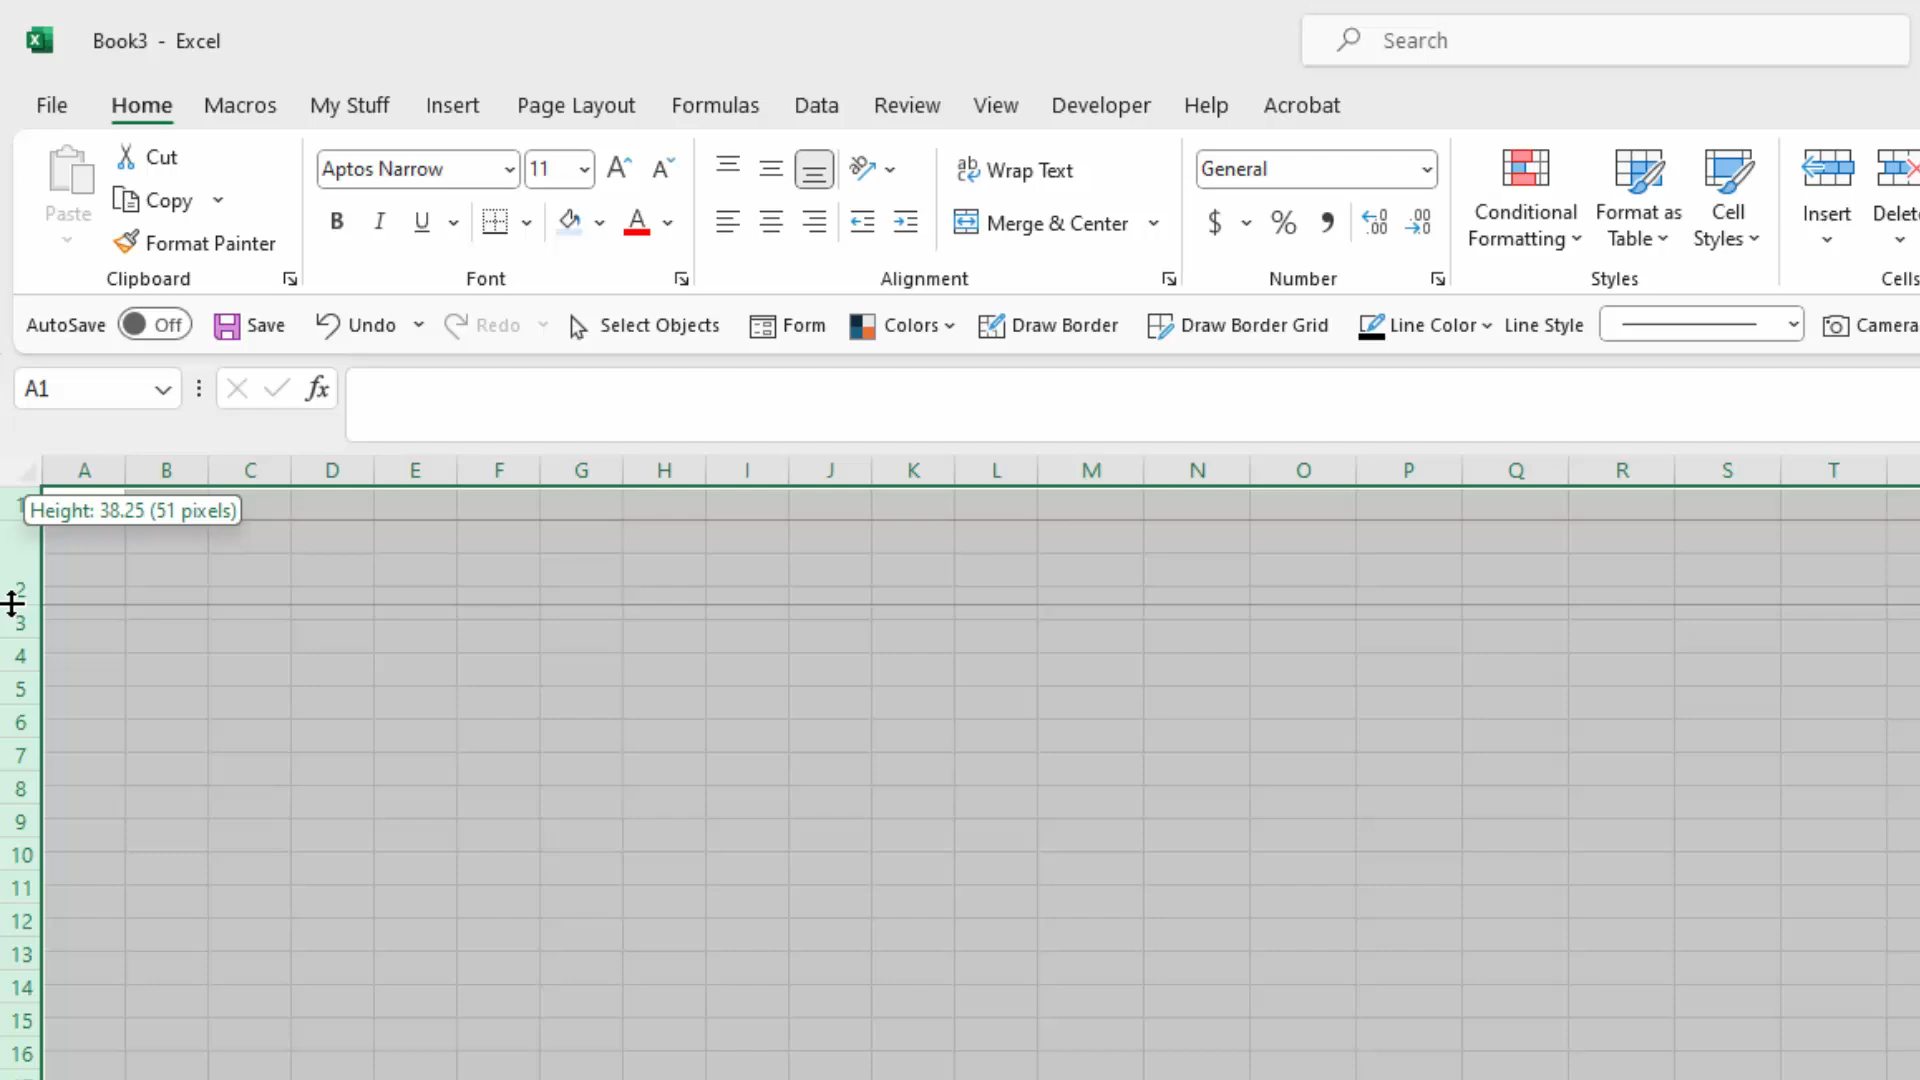 Book3 - Excel
Search
File Home Macros My Stuff Insert Page Layout Formulas Data Review View Developer Help Acrobat
Paste
Cut
Copy
Format Painter
Clipboard
Aptos Narrow 11
B I U
Font
Wrap Text
Merge & Center
Alignment
General
$ % ,
Number
Conditional Formatting
Format as Table
Cell Styles
Styles
Insert
Delete
Cells
AutoSave Off Save Undo Redo Select Objects Form Colors Draw Border Draw Border Grid Line Color Line Style Camera
A1 fx
A B C D E F G H I J K L M N O P Q R S T
1
Height: 38.25 (51 pixels)
2
3
4
5
6
7
8
9
10
11
12
13
14
15
16